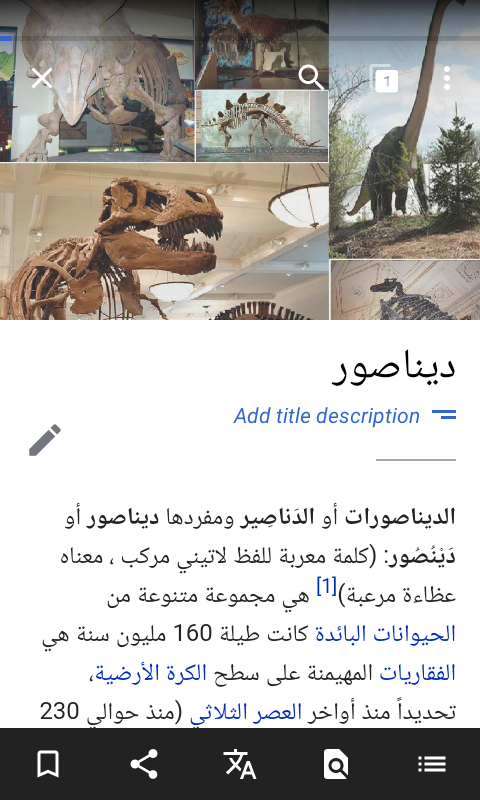 1
ديناصور
Add title description
الديناصورات أو الدَناصِير ومفردها ديناصور أو
دَيْنُصُور: (كلمة معربة للفظ لاتيني مركب ، معناه
عظاءة مرعبة)[1] هي مجموعة متنوعة من
الحيوانات البائدة كانت طيلة 160 مليون سنة هي
الفقاريات المهيمنة على سطح الكرة الأرضية،
تحديداً منذ أواخر العصر الثلاثي (منذ حوالي 230